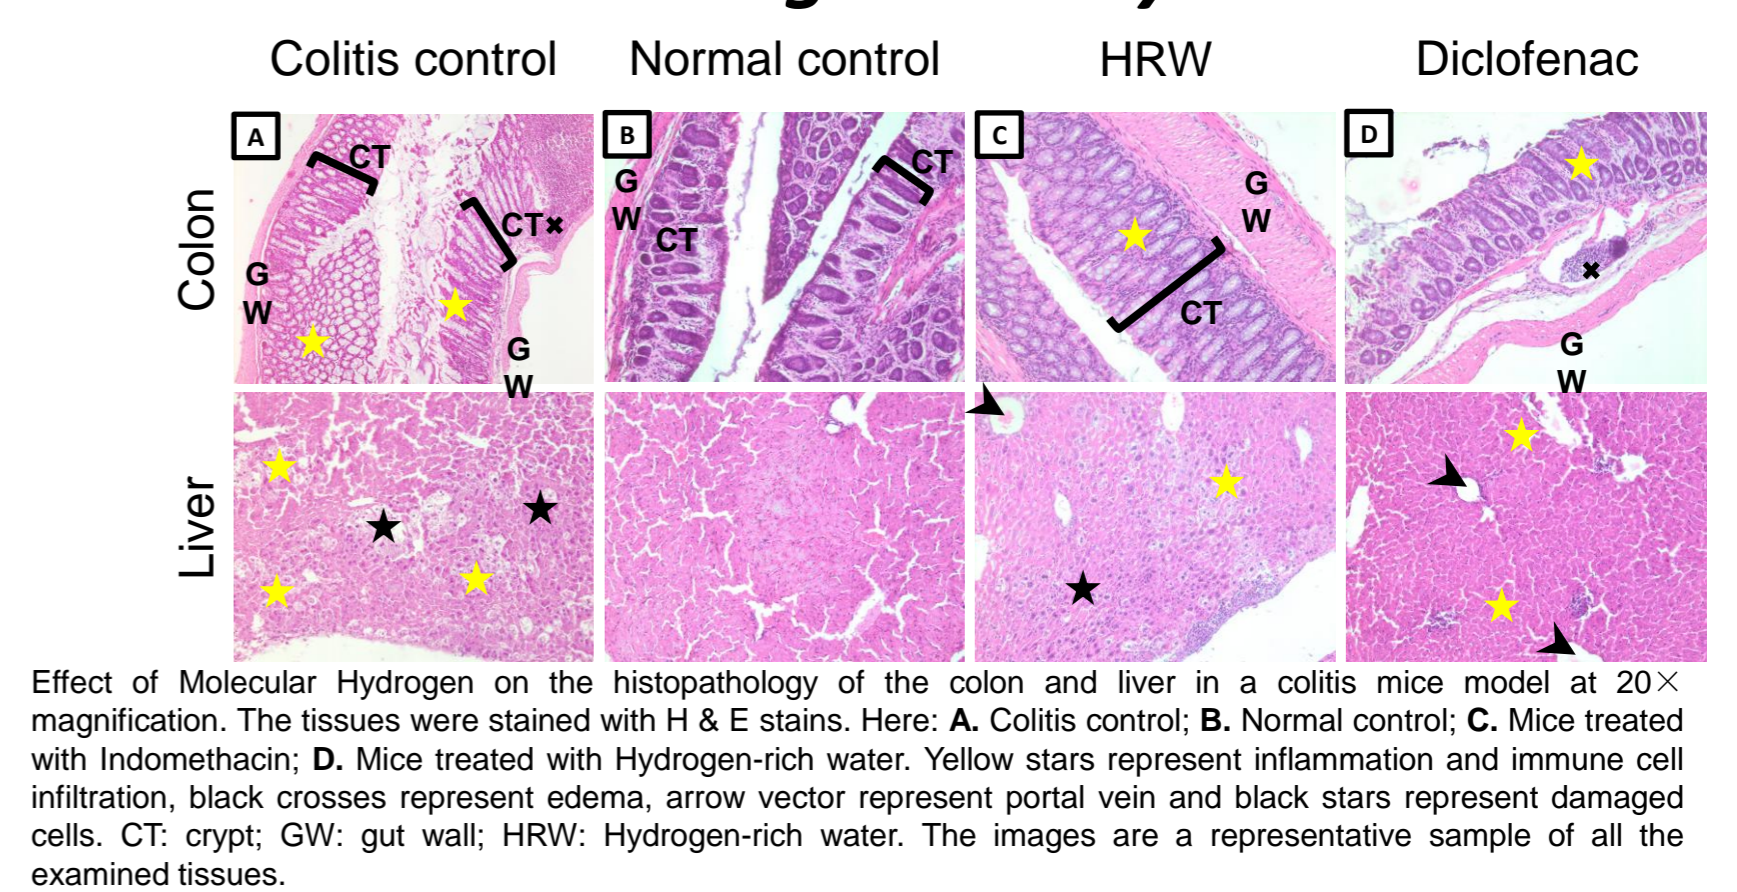 Colitis control Normal control HRW Diclofenac
Colon
A
CT
CT
G
W
G
W
B
G
W
CT
CT
C
G
W
CT
D
G
W
Liver
Effect of Molecular Hydrogen on the histopathology of the colon and liver in a colitis mice model at 20×
magnification. The tissues were stained with H & E stains. Here: A. Colitis control; B. Normal control; C. Mice treated
with Indomethacin; D. Mice treated with Hydrogen-rich water. Yellow stars represent inflammation and immune cell
infiltration, black crosses represent edema, arrow vector represent portal vein and black stars represent damaged
cells. CT: crypt; GW: gut wall; HRW: Hydrogen-rich water. The images are a representative sample of all the
examined tissues.